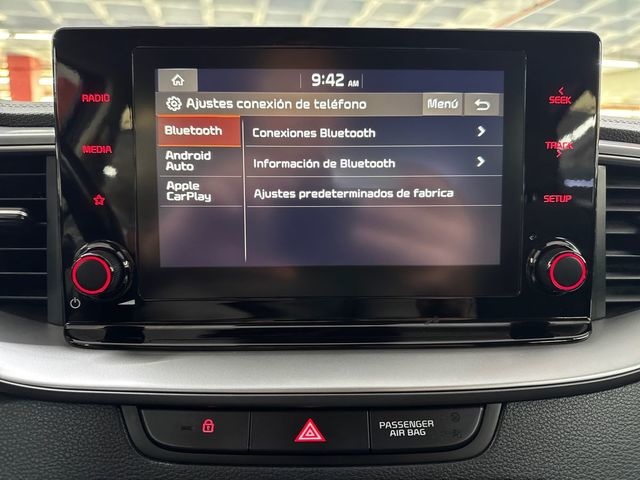 9:42 AM
Ajustes conexión de teléfono
Menú
RADIO
MEDIA
Bluetooth
Android
Auto
Apple
CarPlay
Conexiones Bluetooth
Información de Bluetooth
Ajustes predeterminados de fabrica
SEEK
TRACK
SETUP
PASSENGER
AIR BAG